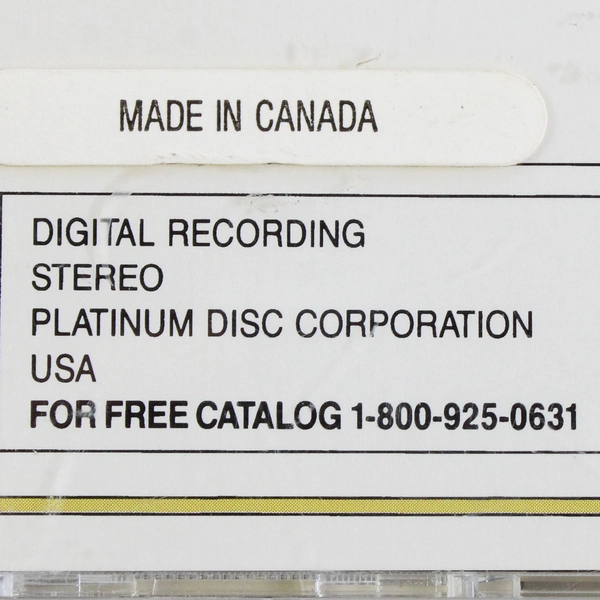 MADE IN CANADA
DIGITAL RECORDING
STEREO
PLATINUM DISC CORPORATION
USA
FOR FREE CATALOG 1-800-925-0631